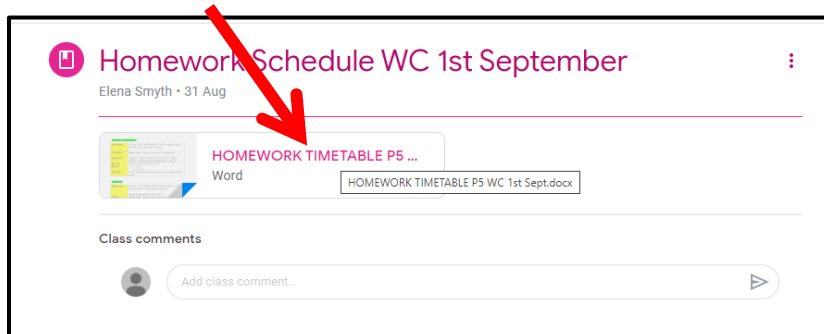 Homework Schedule WC 1st September
Elena Smyth • 31 Aug
HOMEWORK TIMETABLE P5 ...
Word
HOMEWORK TIMETABLE P5 WC 1st Sept.docx
Class comments
Add class comment...